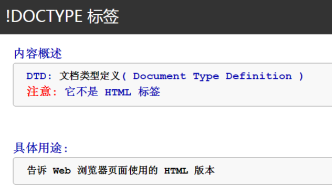 !DOCTYPE 标签
内容概述
DTD: 文档类型定义( Document Type Definition )
注意: 它不是 HTML 标签
具体用途:
告诉 Web 浏览器页面使用的 HTML 版本